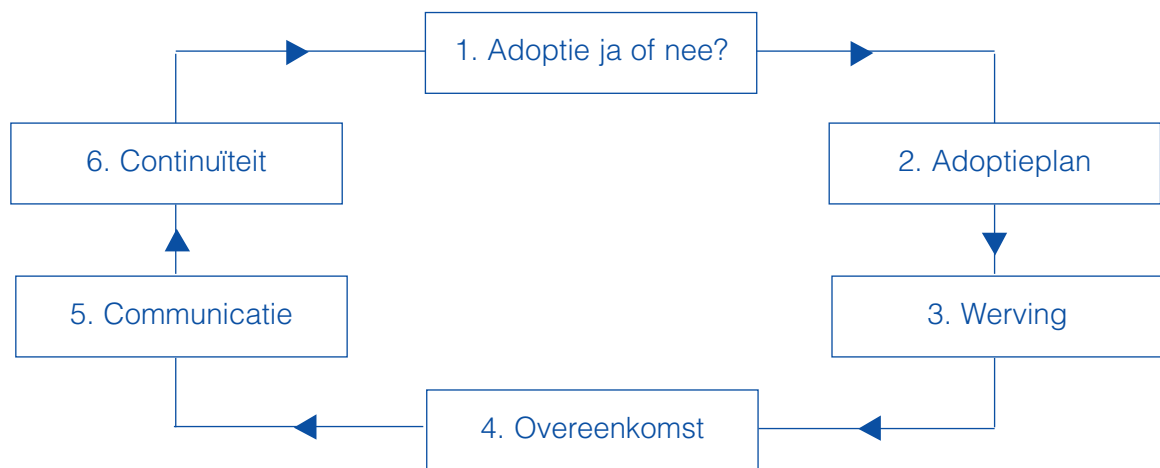 1. Adoptie ja of nee?
2. Adoptieplan
3. Werving
4. Overeenkomst
5. Communicatie
6. Continuïteit